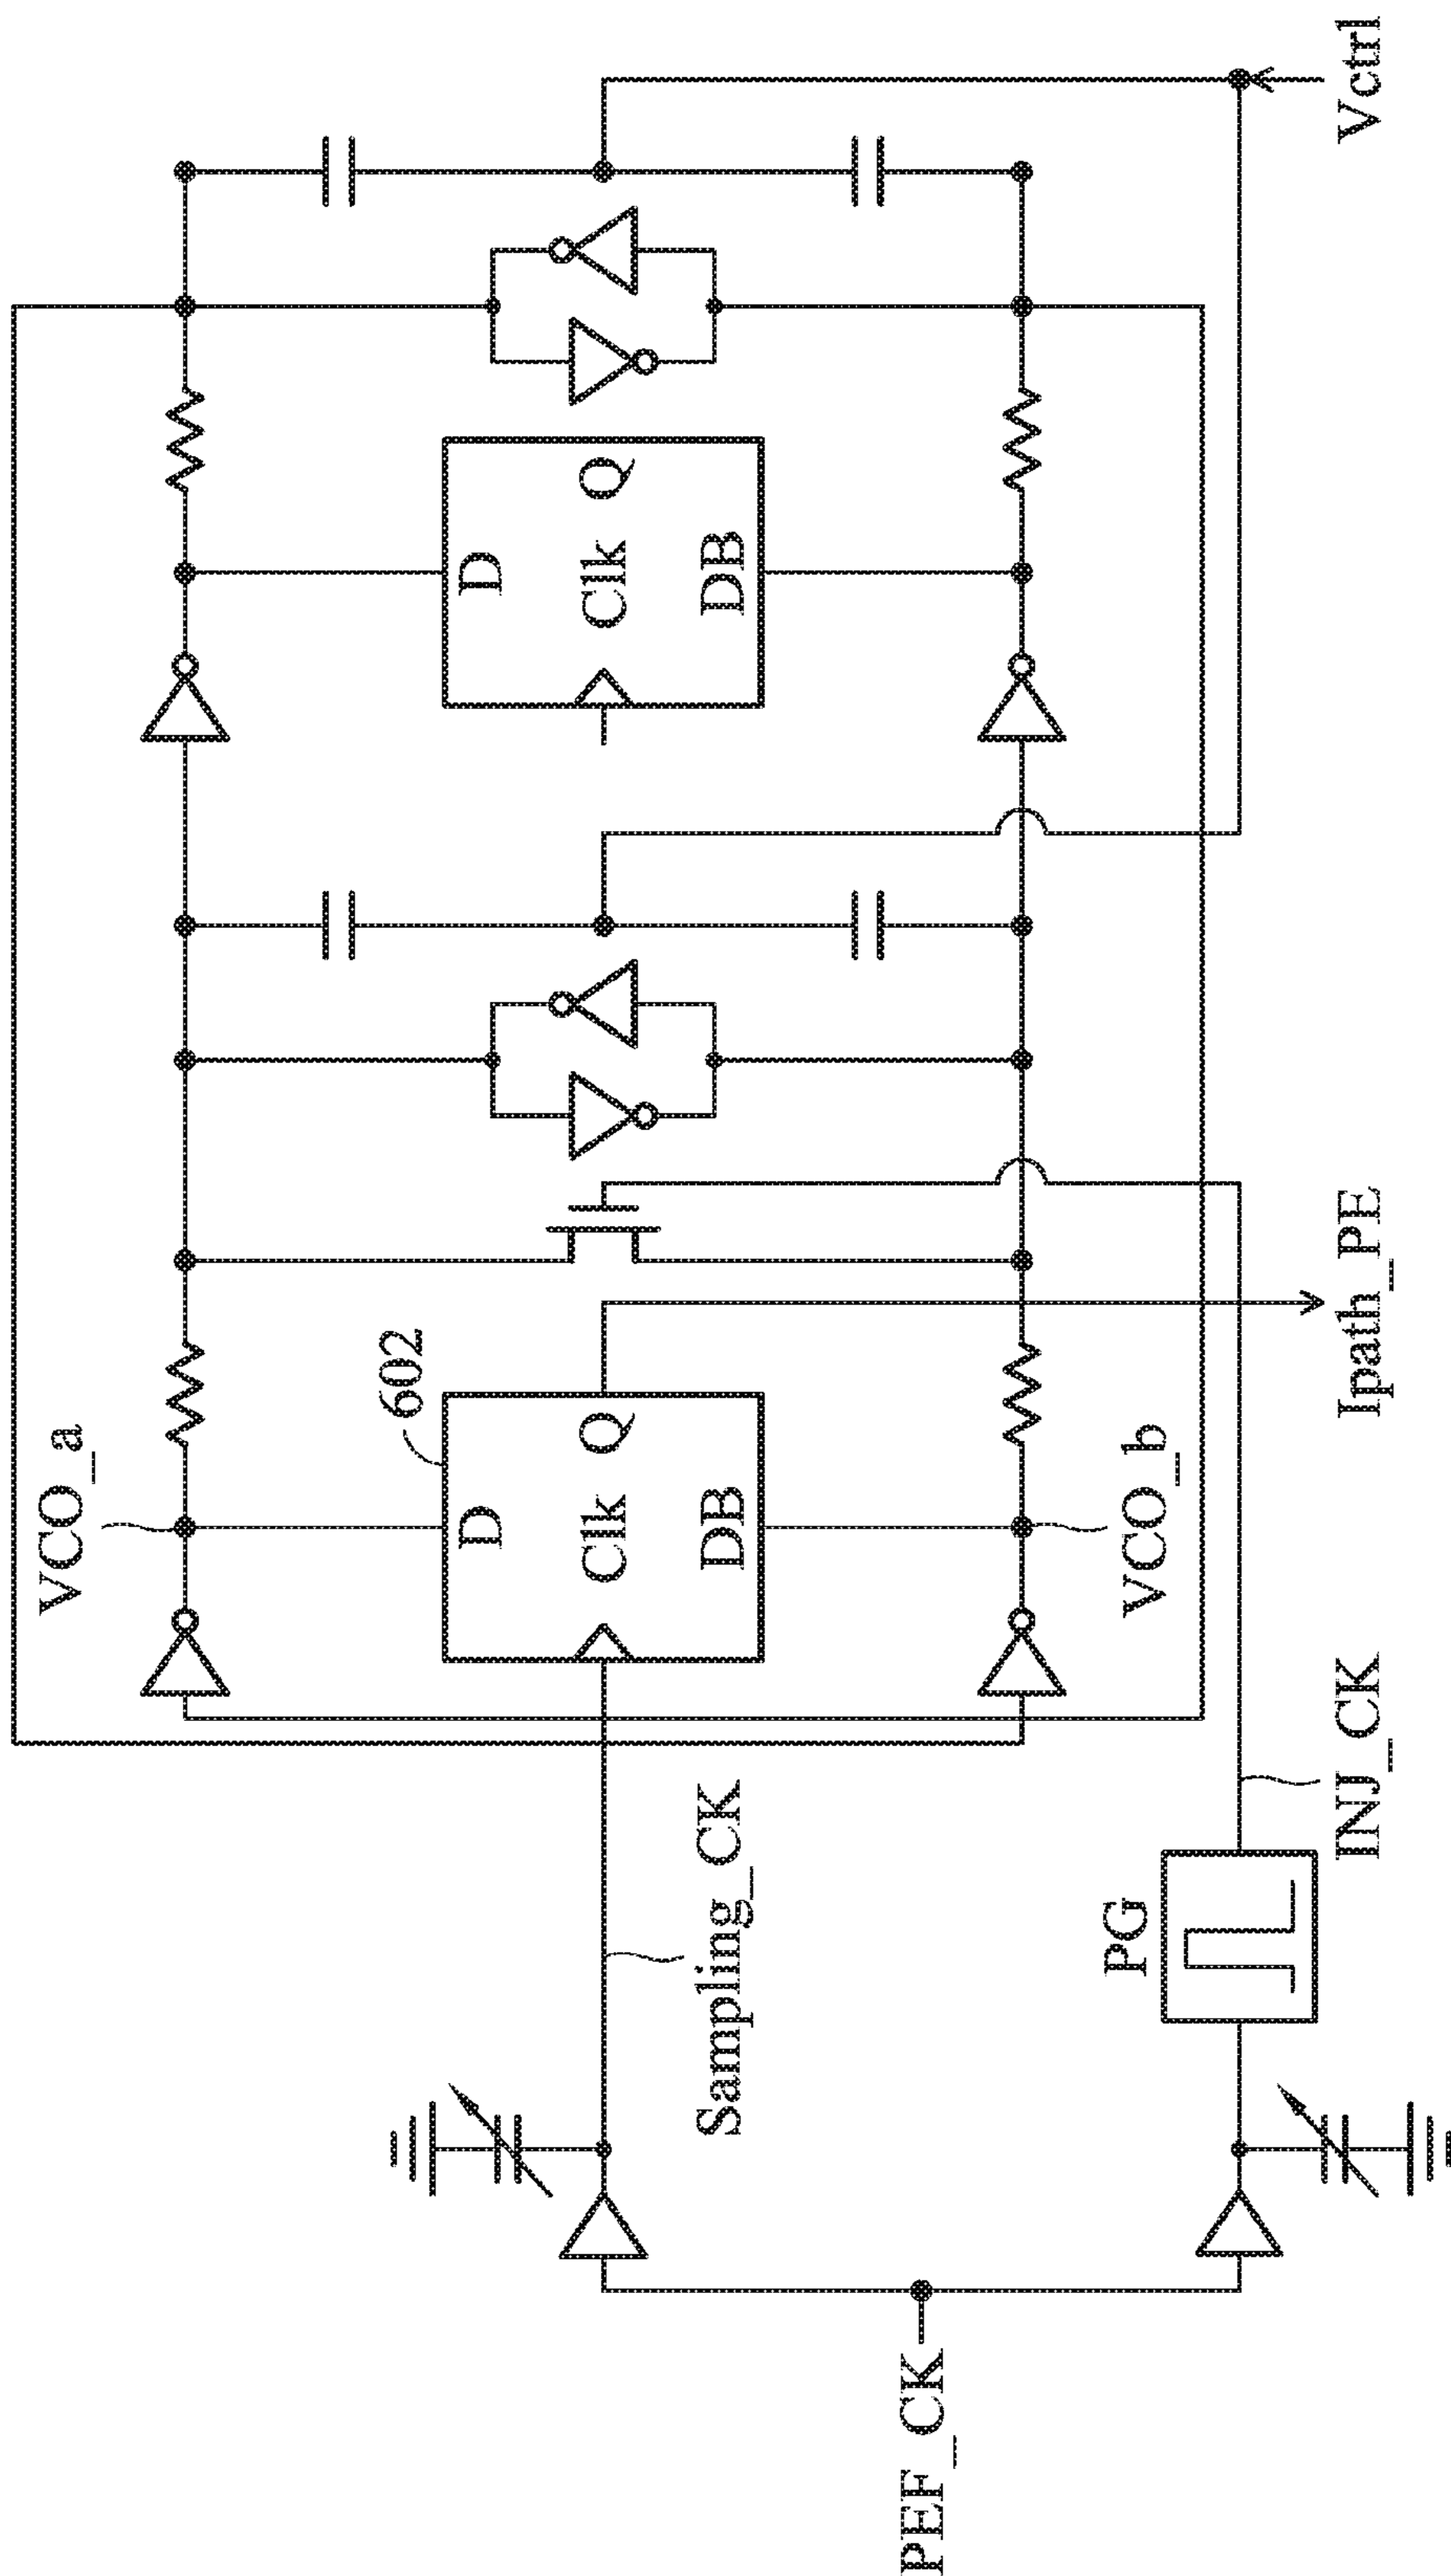 VCO_a
602
D
Clk Q
DB
D
Clk Q
DB
VCO_b
Sampling_CK
PEF_CK
PG
INJ_CK
Ipath_PE
Vctrl